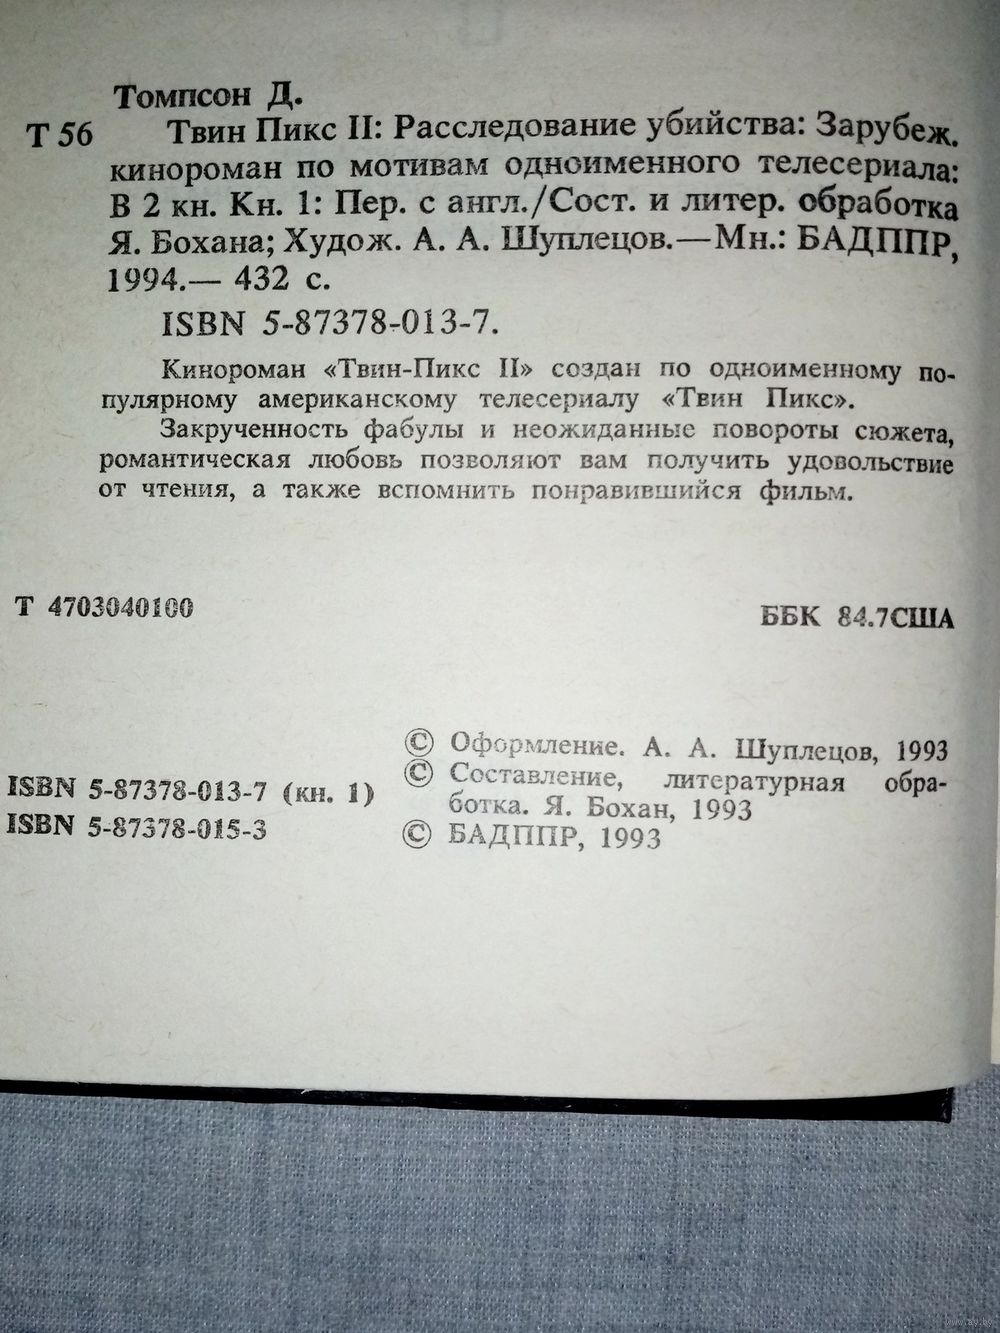 Томпсон Д.
Т 56 Твин Пикс II: Расследование убийства: Зарубеж.
кинороман по мотивам одноименного телесериала:
В 2 кн. Кн. 1: Пер. с англ./Сост. и литер. обработка
Я. Бохана; Худож. А. А. Шуплецов.—Мн.: БАДППР,
1994.— 432 с.
ISBN 5-87378-013-7.
Кинороман «Твин-Пикс II» создан по одноименному по-
пулярному американскому телесериалу «Твин Пикс».
Закрученность фабулы и неожиданные повороты сюжета,
романтическая любовь позволяют вам получить удовольствие
от чтения, а также вспомнить понравившийся фильм.
Т 4703040100
ББК 84.7США
ISBN 5-87378-013-7 (кн. 1)
ISBN 5-87378-015-3
© Оформление. А. А. Шуплецов, 1993
© Составление, литературная обра-
ботка. Я. Бохан, 1993
© БАДППР, 1993
www.ay.by